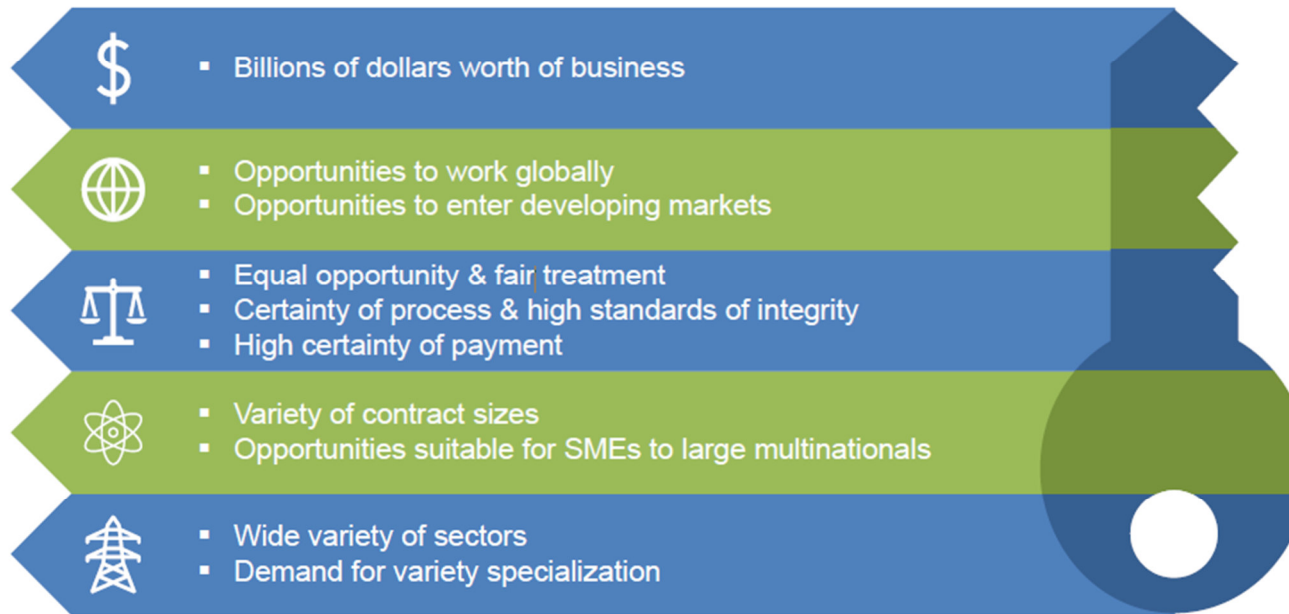 ▪ Billions of dollars worth of business
▪ Opportunities to work globally
▪ Opportunities to enter developing markets
▪ Equal opportunity & fair treatment
▪ Certainty of process & high standards of integrity
▪ High certainty of payment
▪ Variety of contract sizes
▪ Opportunities suitable for SMEs to large multinationals
▪ Wide variety of sectors
▪ Demand for variety specialization